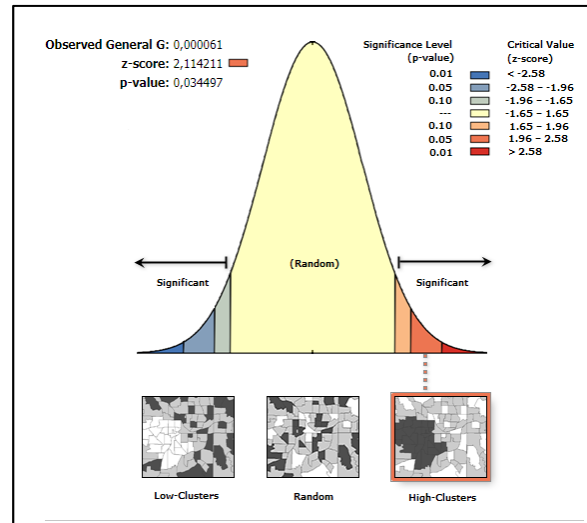 Observed General G: 0,000061
z-score: 2,114211
p-value: 0,034497
Significance Level Critical Value
(p-value) (z-score)
0.01 < -2.58
0.05 -2.58 – -1.96
0.10 -1.96 – -1.65
--- -1.65 – 1.65
0.10 1.65 – 1.96
0.05 1.96 – 2.58
0.01 > 2.58
(Random)
Significant Significant
Low-Clusters Random High-Clusters